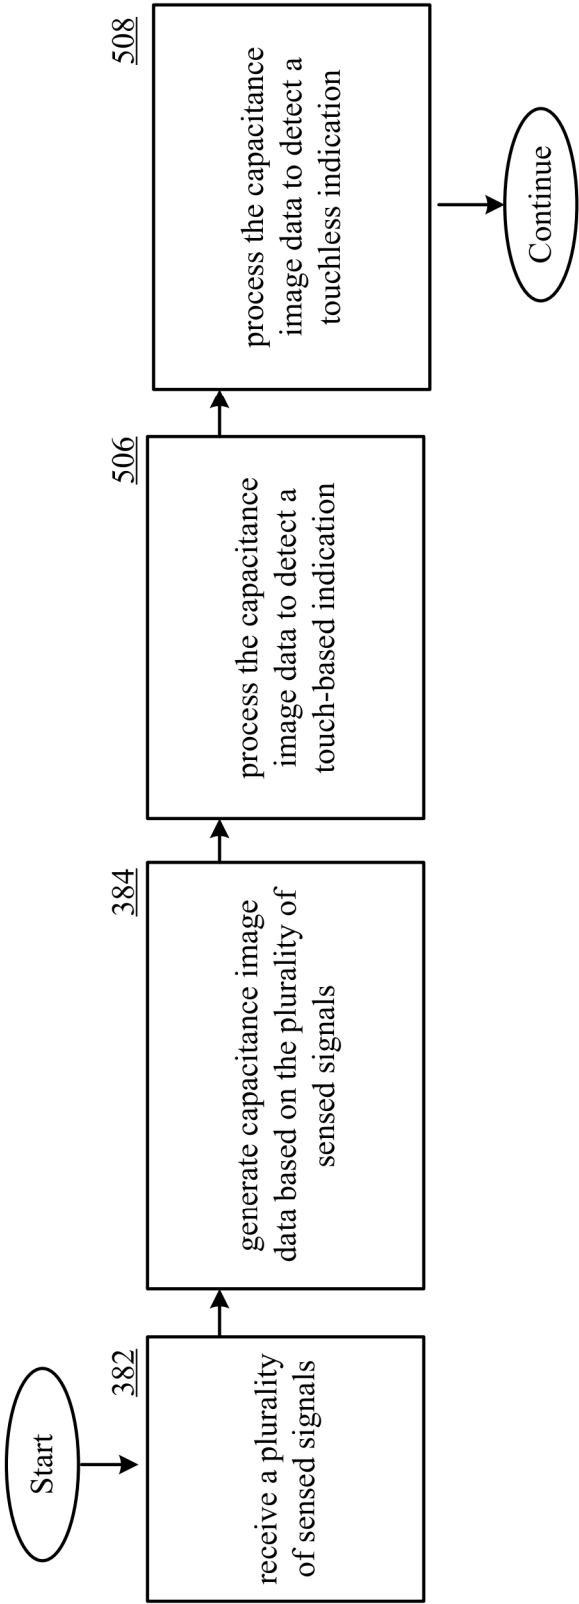 Start
382
receive a plurality
of sensed signals
384
generate capacitance image
data based on the plurality of
sensed signals
506
process the capacitance
image data to detect a
touch-based indication
508
process the capacitance
image data to detect a
touchless indication
Continue